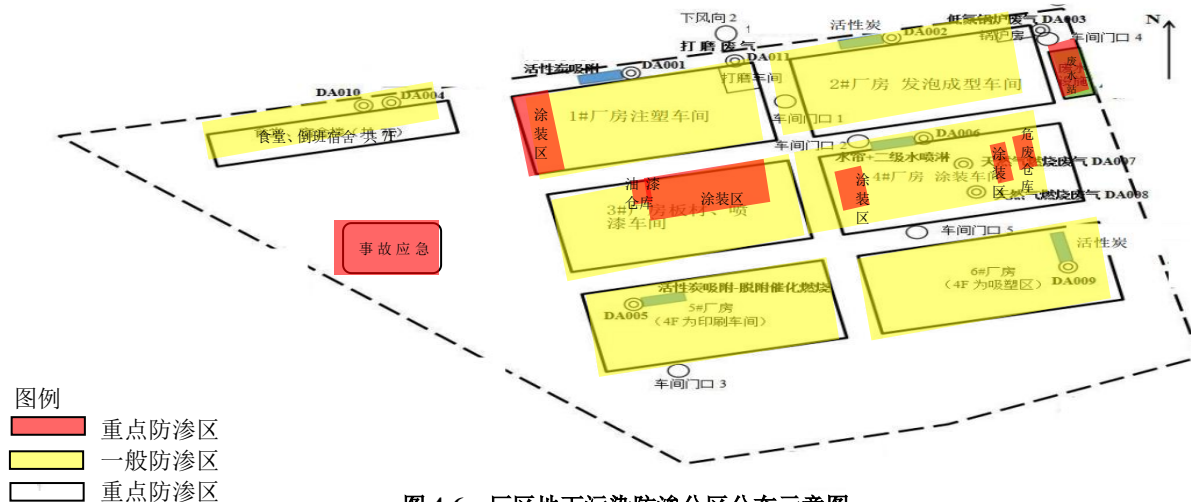 下风向 2
1
打 磨 废 气
活性炭
DA002
低氮锅炉废气 DA003
锅炉房
车间门口 4
N
活性炭吸附
DA001
DA011
打磨车间
废水站
DA010
DA004
食堂、倒班宿舍
涂装区
1#厂房注塑车间
2#厂房 发泡成型车间
车间门口 1
车间门口 2
DA006
水帘+二级水喷淋
天然气燃烧废气 DA007
4#厂房 涂装车间
涂装区
涂装区
危废仓库
天然气燃烧废气 DA008
油 漆
仓库
涂装区
3#厂房板材、喷
漆车间
事 故 应 急
车间门口 5
活性炭
6#厂房
(4F 为吸塑区)
DA009
活性炭吸附-脱附催化燃烧
DA005
5#厂房
(4F 为印刷车间)
车间门口 3
图例
重点防渗区
一般防渗区
重点防渗区